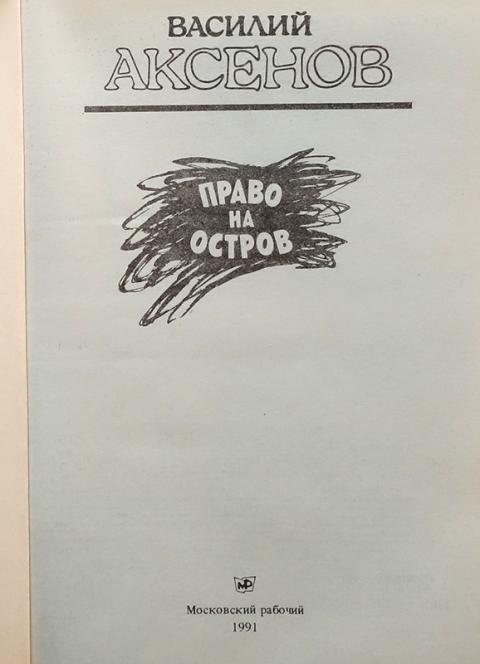 ВАСИЛИЙ
АКСЕНОВ
ПРАВО
НА
ОСТРОВ
МР
Московский рабочий
1991